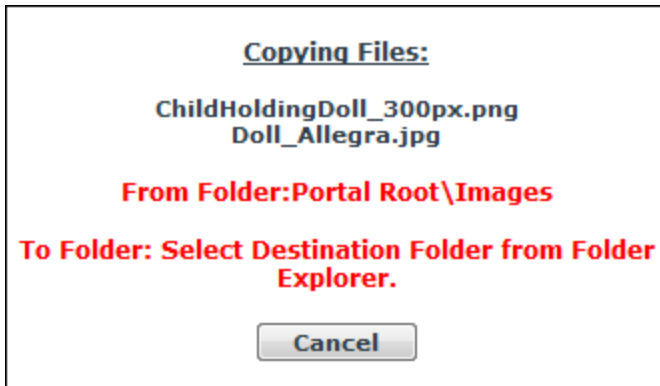 Copying Files:
ChildHoldingDoll_300px.png
Doll_Allegra.jpg
From Folder:Portal Root\Images
To Folder: Select Destination Folder from Folder
Explorer.
Cancel